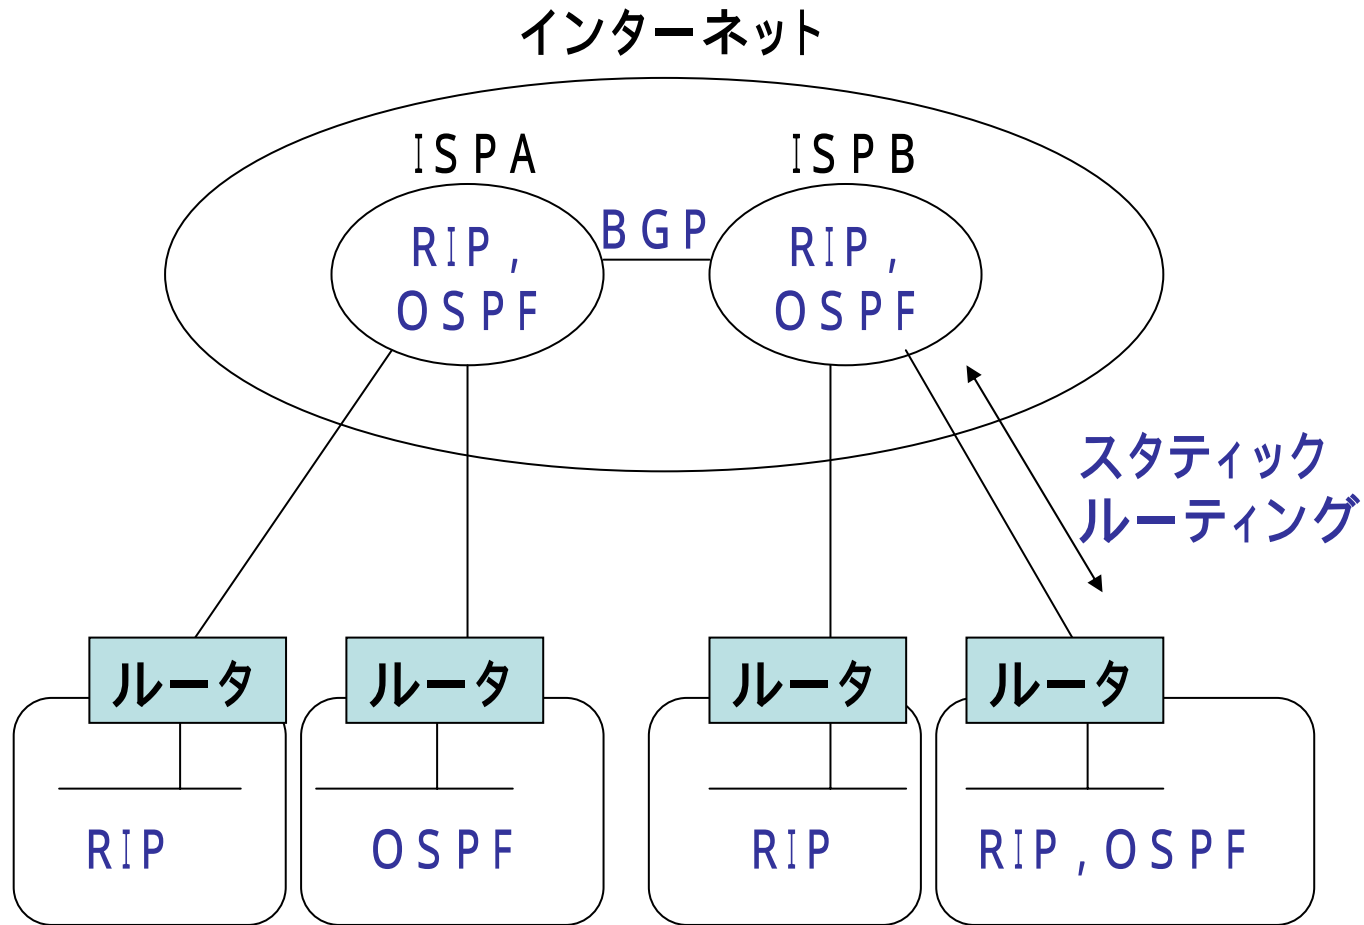 インターネット
ISPA
ISPB
BGP
RIP,
OSPF
RIP,
OSPF
スタティック
ルーティング
ルータ
ルータ
ルータ
ルータ
RIP
OSPF
RIP
RIP,OSPF